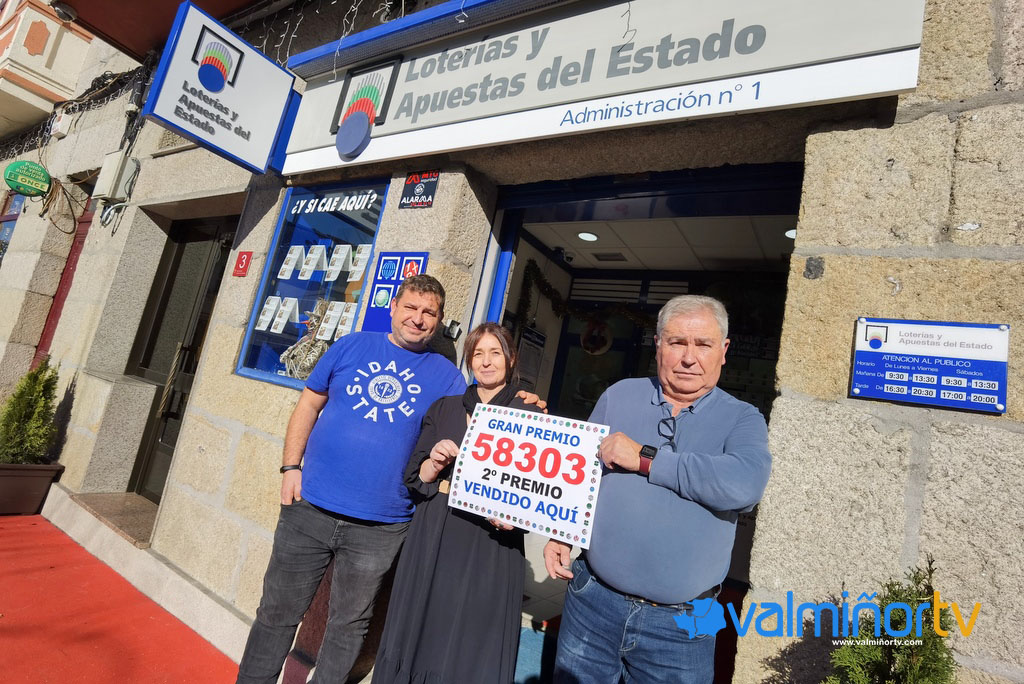 Loterías y
Apuestas del
Estado
Loterías y
Apuestas del Estado
Administración n° 1
ONCE
¿Y SI CAE AQUÍ?
MTC
ALARMA
3
IDAHO
STATE
GRAN PREMIO
58303
2º PREMIO
VENDIDO AQUÍ
Loterías y
Apuestas del Estado
Horario
ATENCION AL PUBLICO
De Lunes a Viernes
Sábados
Mañana De 9:30 a 13:30 9:30 a 13:30
Tarde De 16:30 a 20:30 17:00 a 20:00
valmiñortv
www.valminortv.com